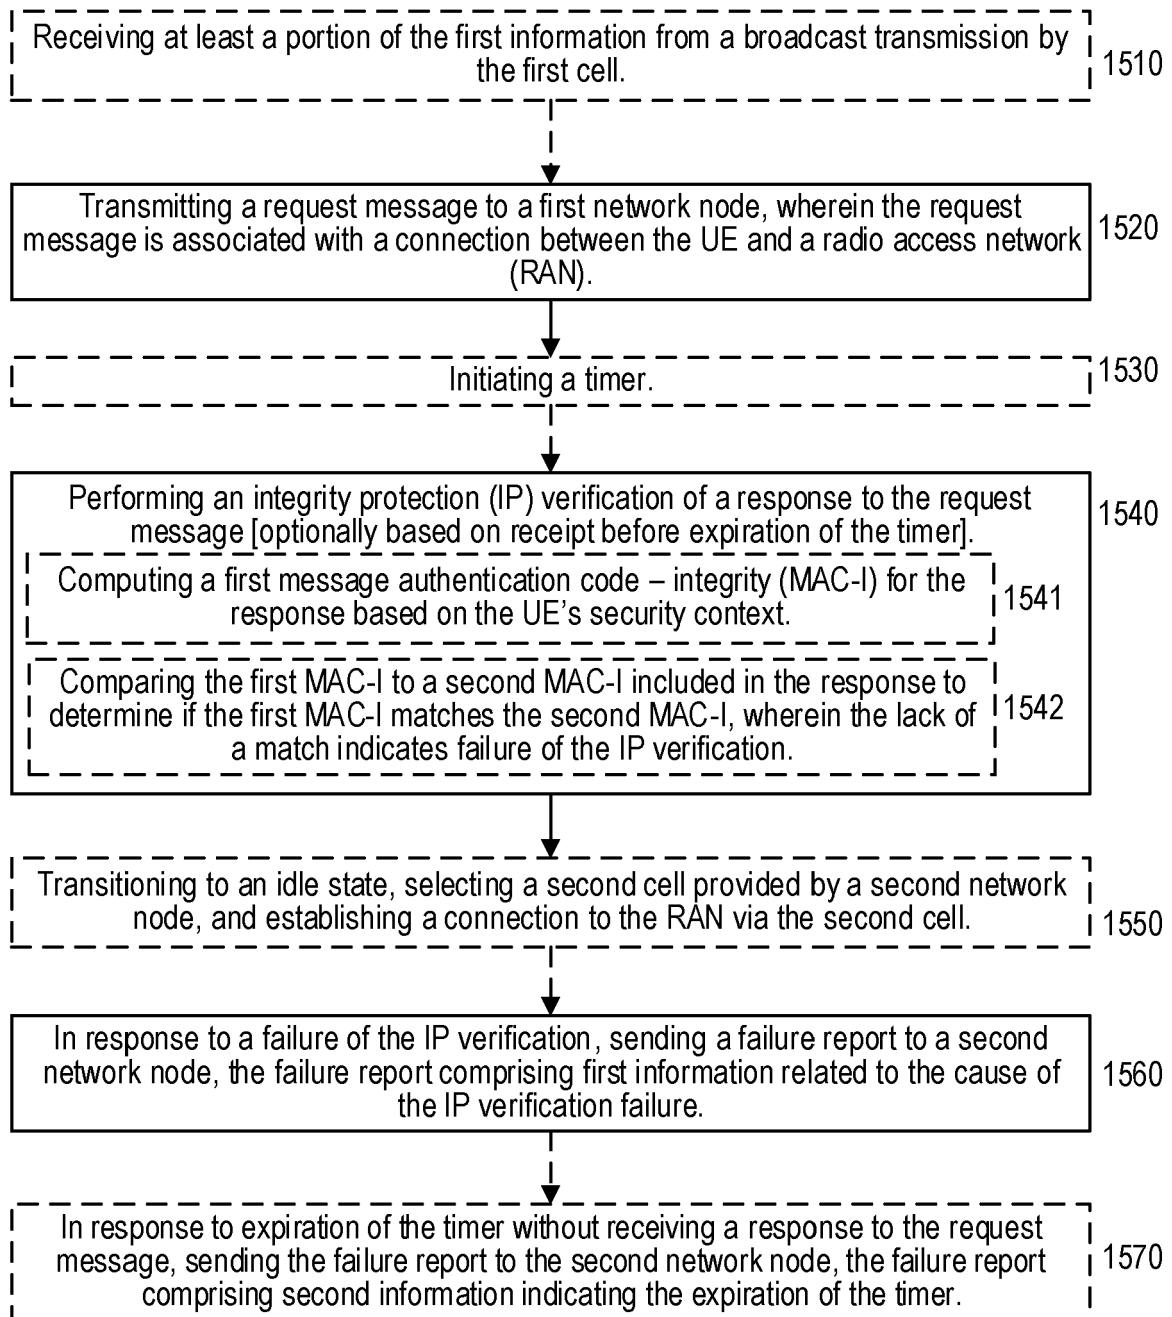 Receiving at least a portion of the first information from a broadcast transmission by
the first cell.
1510
Transmitting a request message to a first network node, wherein the request
message is associated with a connection between the UE and a radio access network
(RAN).
1520
Initiating a timer.
1530
Performing an integrity protection (IP) verification of a response to the request
message [optionally based on receipt before expiration of the timer].
1540
Computing a first message authentication code – integrity (MAC-I) for the
response based on the UE’s security context.
1541
Comparing the first MAC-I to a second MAC-I included in the response to
determine if the first MAC-I matches the second MAC-I, wherein the lack of
a match indicates failure of the IP verification.
1542
Transitioning to an idle state, selecting a second cell provided by a second network
node, and establishing a connection to the RAN via the second cell.
1550
In response to a failure of the IP verification, sending a failure report to a second
network node, the failure report comprising first information related to the cause of
the IP verification failure.
1560
In response to expiration of the timer without receiving a response to the request
message, sending the failure report to the second network node, the failure report
comprising second information indicating the expiration of the timer.
1570